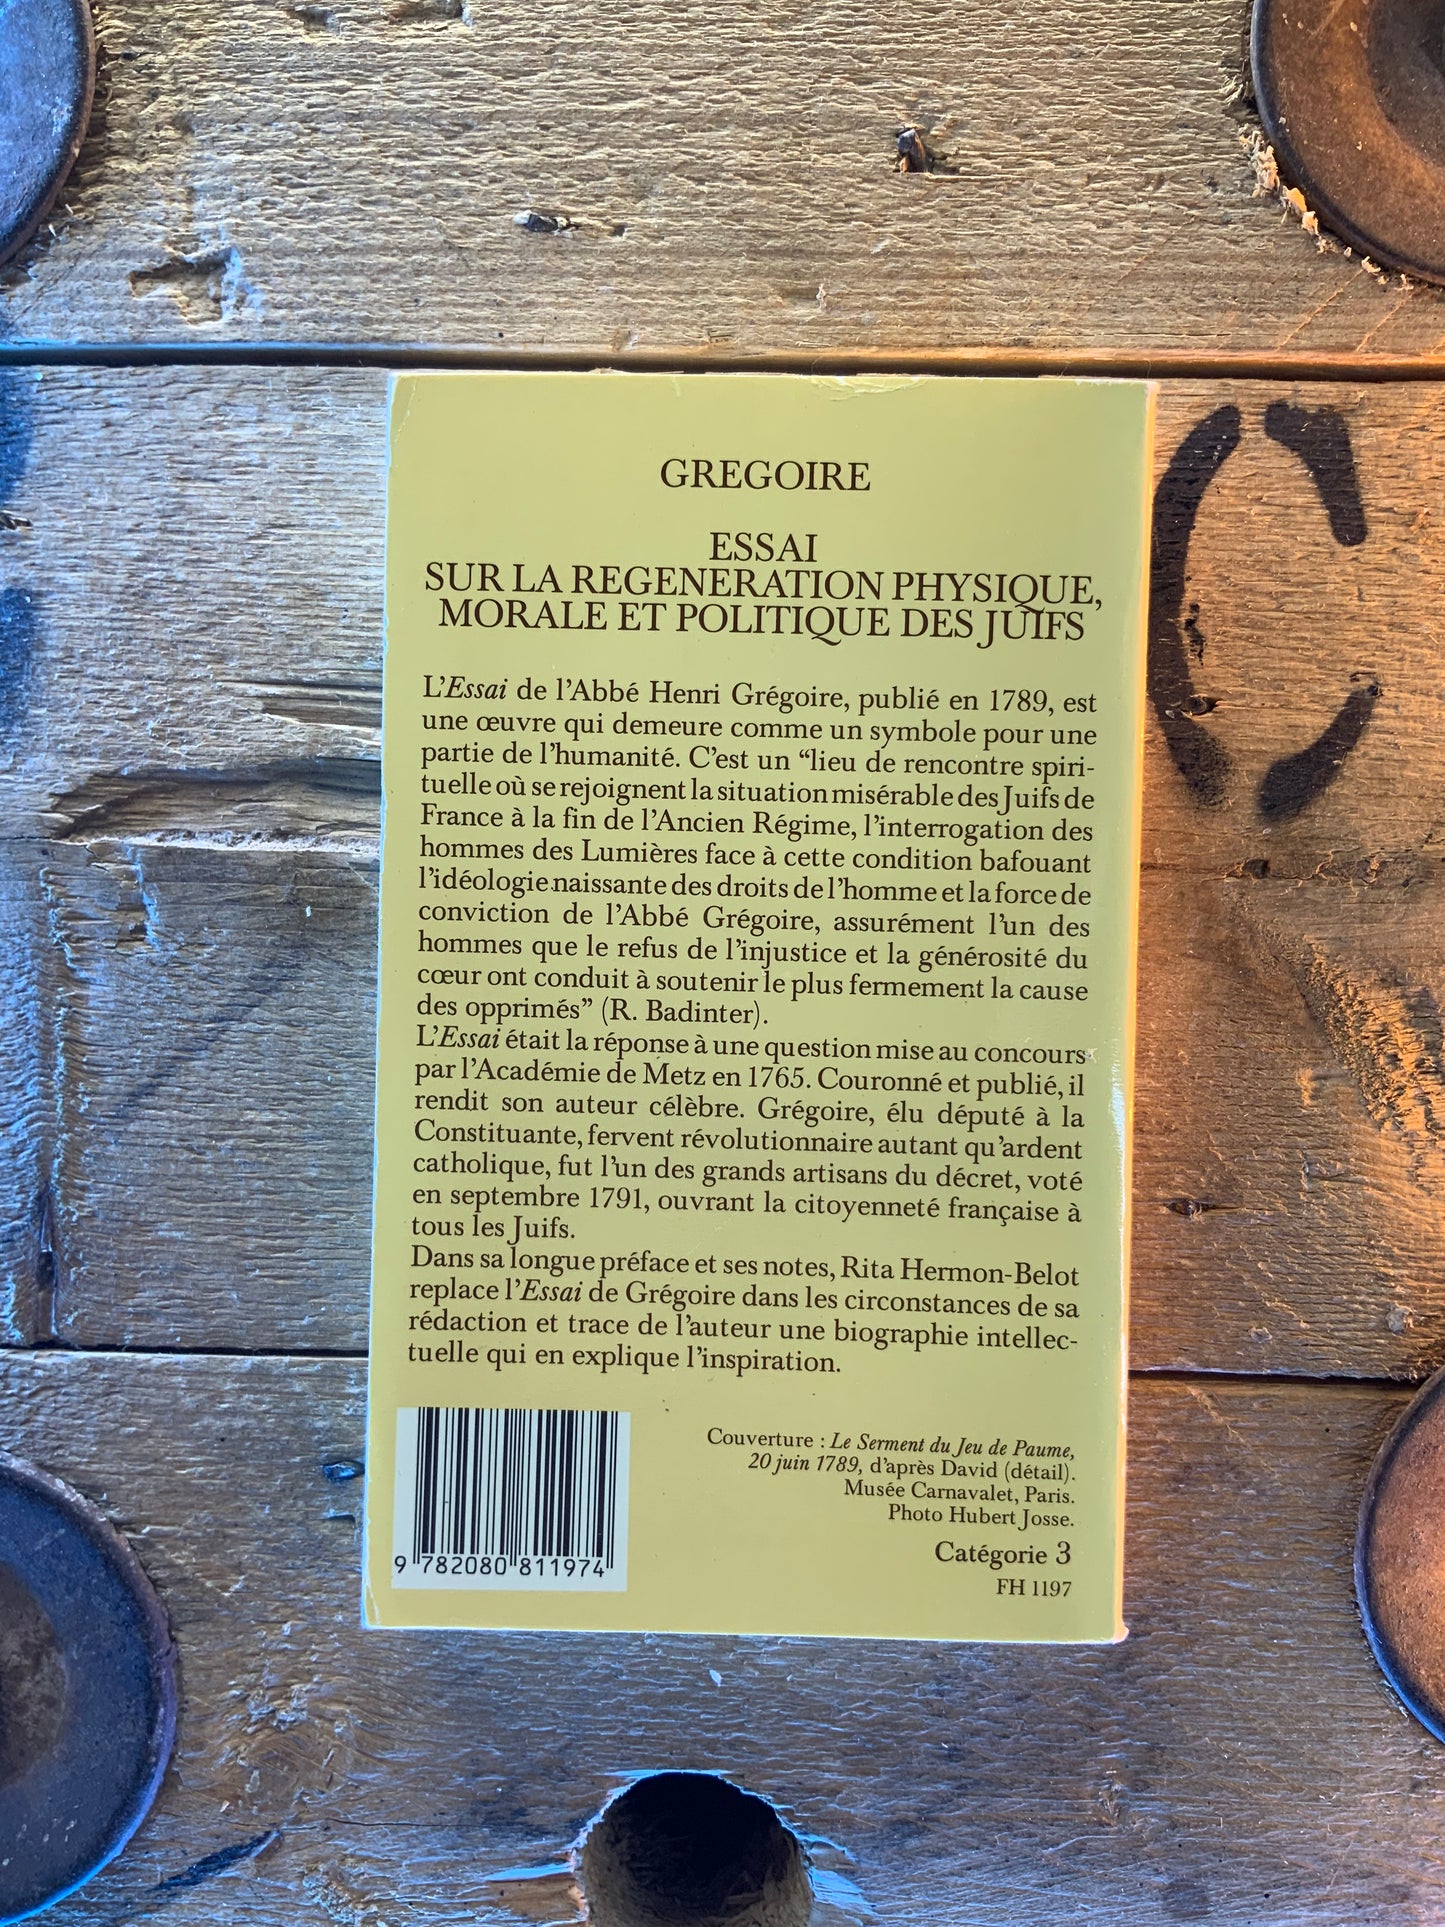 GREGOIRE
ESSAI
SUR LA REGENERATION PHYSIQUE,
MORALE ET POLITIQUE DES JUIFS
L'Essai de l'Abbé Henri Grégoire, publié en 1789, est
une œuvre qui demeure comme un symbole pour une
partie de l'humanité. C'est un “lieu de rencontre spiri-
tuelle où se rejoignent la situation misérable des Juifs de
France à la fin de l'Ancien Régime, l'interrogation des
hommes des Lumières face à cette condition bafouant
l'idéologie naissante des droits de l'homme et la force de
conviction de l'Abbé Grégoire, assurément l'un des
hommes que le refus de l'injustice et la générosité du
cœur ont conduit à soutenir le plus fermement la cause
des opprimés” (R. Badinter).
L'Essai était la réponse à une question mise au concours
par l'Académie de Metz en 1765. Couronné et publié, il
rendit son auteur célèbre. Grégoire, élu député à la
Constituante, fervent révolutionnaire autant qu'ardent
catholique, fut l'un des grands artisans du décret, voté
en septembre 1791, ouvrant la citoyenneté française à
tous les Juifs.
Dans sa longue préface et ses notes, Rita Hermon-Belot
replace l'Essai de Grégoire dans les circonstances de sa
rédaction et trace de l'auteur une biographie intellec-
tuelle qui en explique l'inspiration.
Couverture : Le Serment du Jeu de Paume,
20 juin 1789, d'après David (détail).
Musée Carnavalet, Paris.
Photo Hubert Josse.
Catégorie 3
FH 1197
9 782080 811974